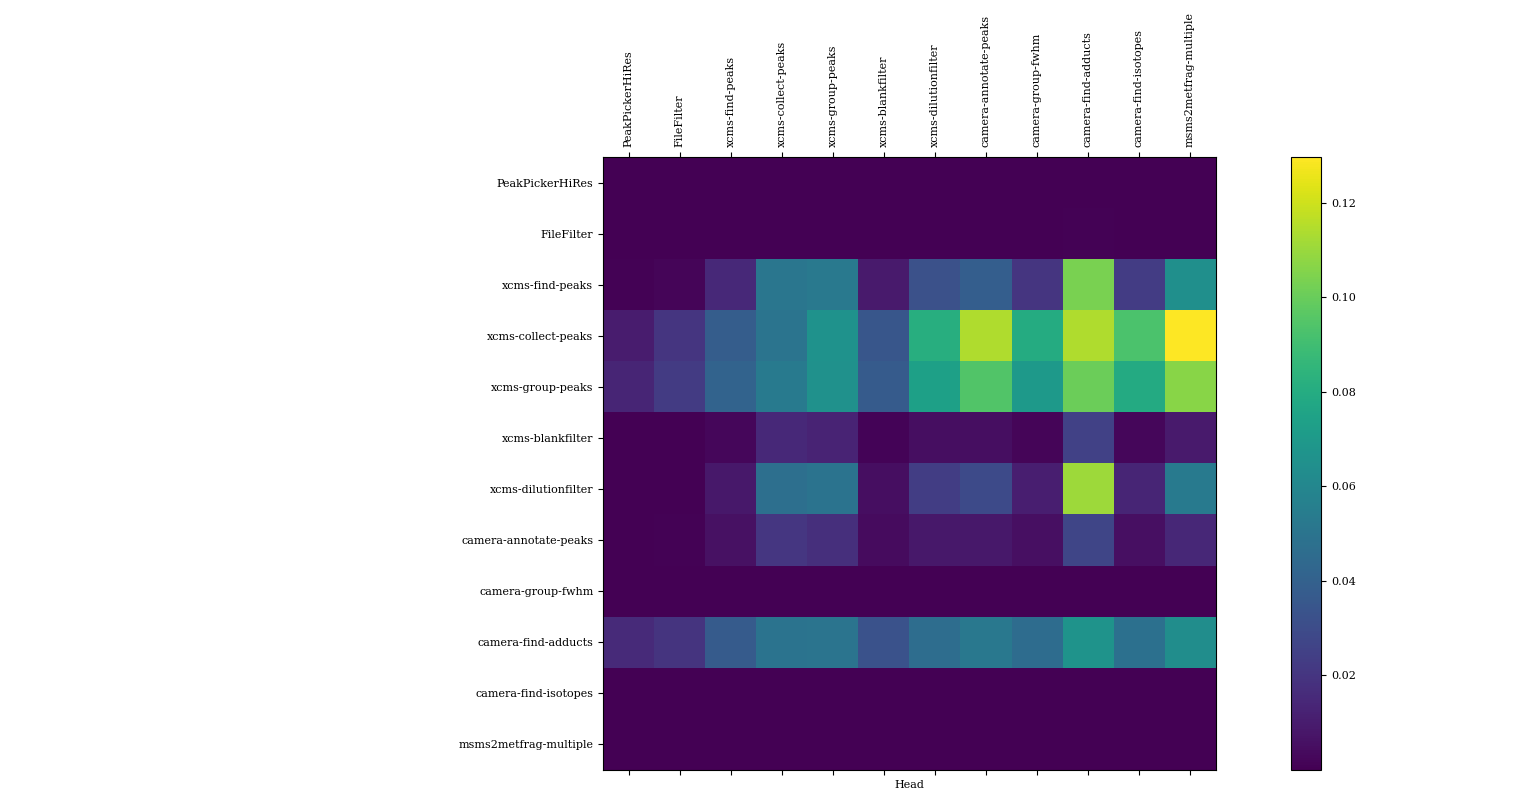 PeakPickerHiRes
FileFilter
xcms-find-peaks
xcms-collect-peaks
xcms-group-peaks
xcms-blankfilter
xcms-dilutionfilter
camera-annotate-peaks
camera-group-fwhm
camera-find-adducts
camera-find-isotopes
msms2metfrag-multiple
PeakPickerHiRes
FileFilter
xcms-find-peaks
xcms-collect-peaks
xcms-group-peaks
xcms-blankfilter
xcms-dilutionfilter
camera-annotate-peaks
camera-group-fwhm
camera-find-adducts
camera-find-isotopes
msms2metfrag-multiple
Head
0.12
0.10
0.08
0.06
0.04
0.02